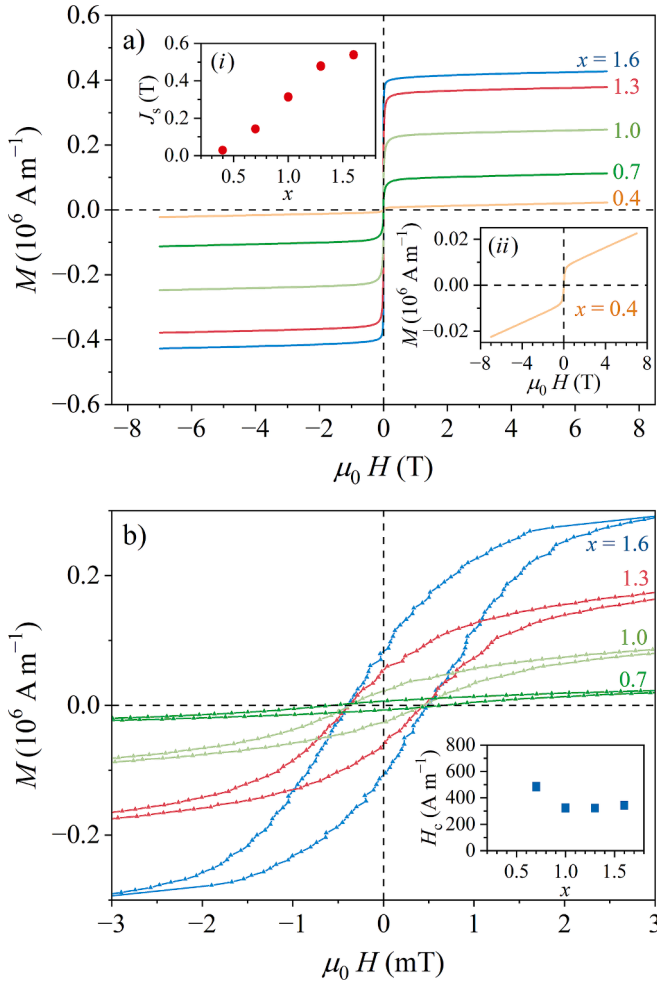 a)
(i)
J_s (T)
0.6
0.4
0.2
0.0
0.5 1.0 1.5
x
x = 1.6
1.3
1.0
0.7
0.4
M (10⁶ A m⁻¹)
0.6
0.4
0.2
0.0
−0.2
−0.4
−0.6
−8 −6 −4 −2 0 2 4 6 8
μ₀ H (T)
(ii)
M (10⁶ A m⁻¹)
0.02
0.00
−0.02
x = 0.4
−8 −4 0 4 8
μ₀ H (T)
b)
x = 1.6
1.3
1.0
0.7
M (10⁶ A m⁻¹)
0.2
0.0
−0.2
−3 −2 −1 0 1 2 3
μ₀ H (mT)
H_c (A m⁻¹)
800
600
400
200
0
0.5 1.0 1.5
x